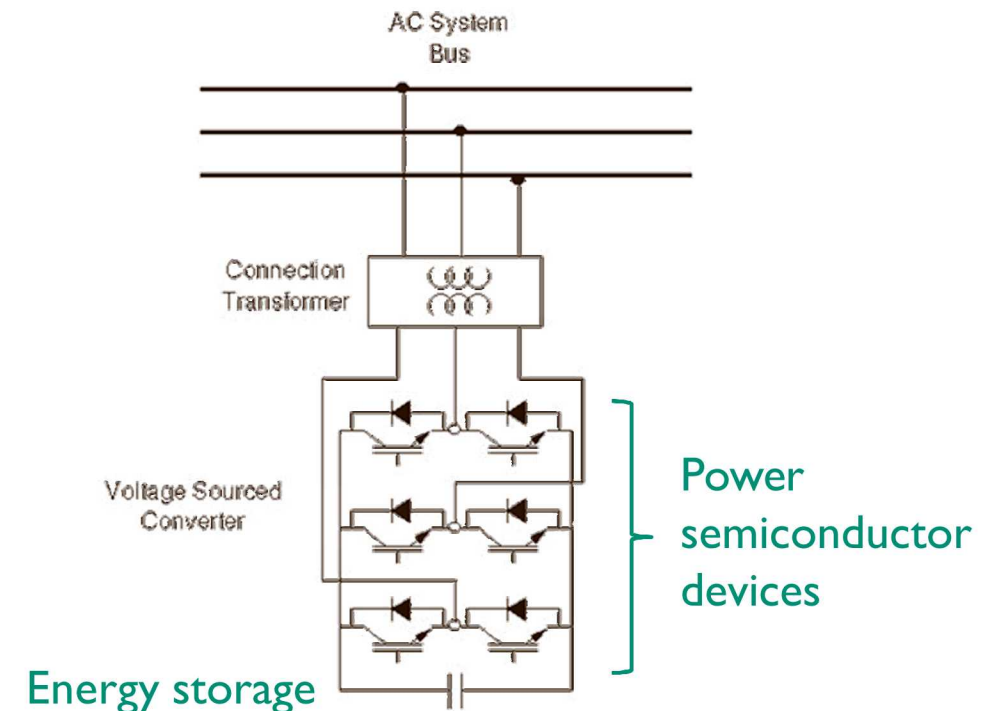 AC System
Bus
Connection
Transformer
Voltage Sourced
Converter
Power
semiconductor
devices
Energy storage